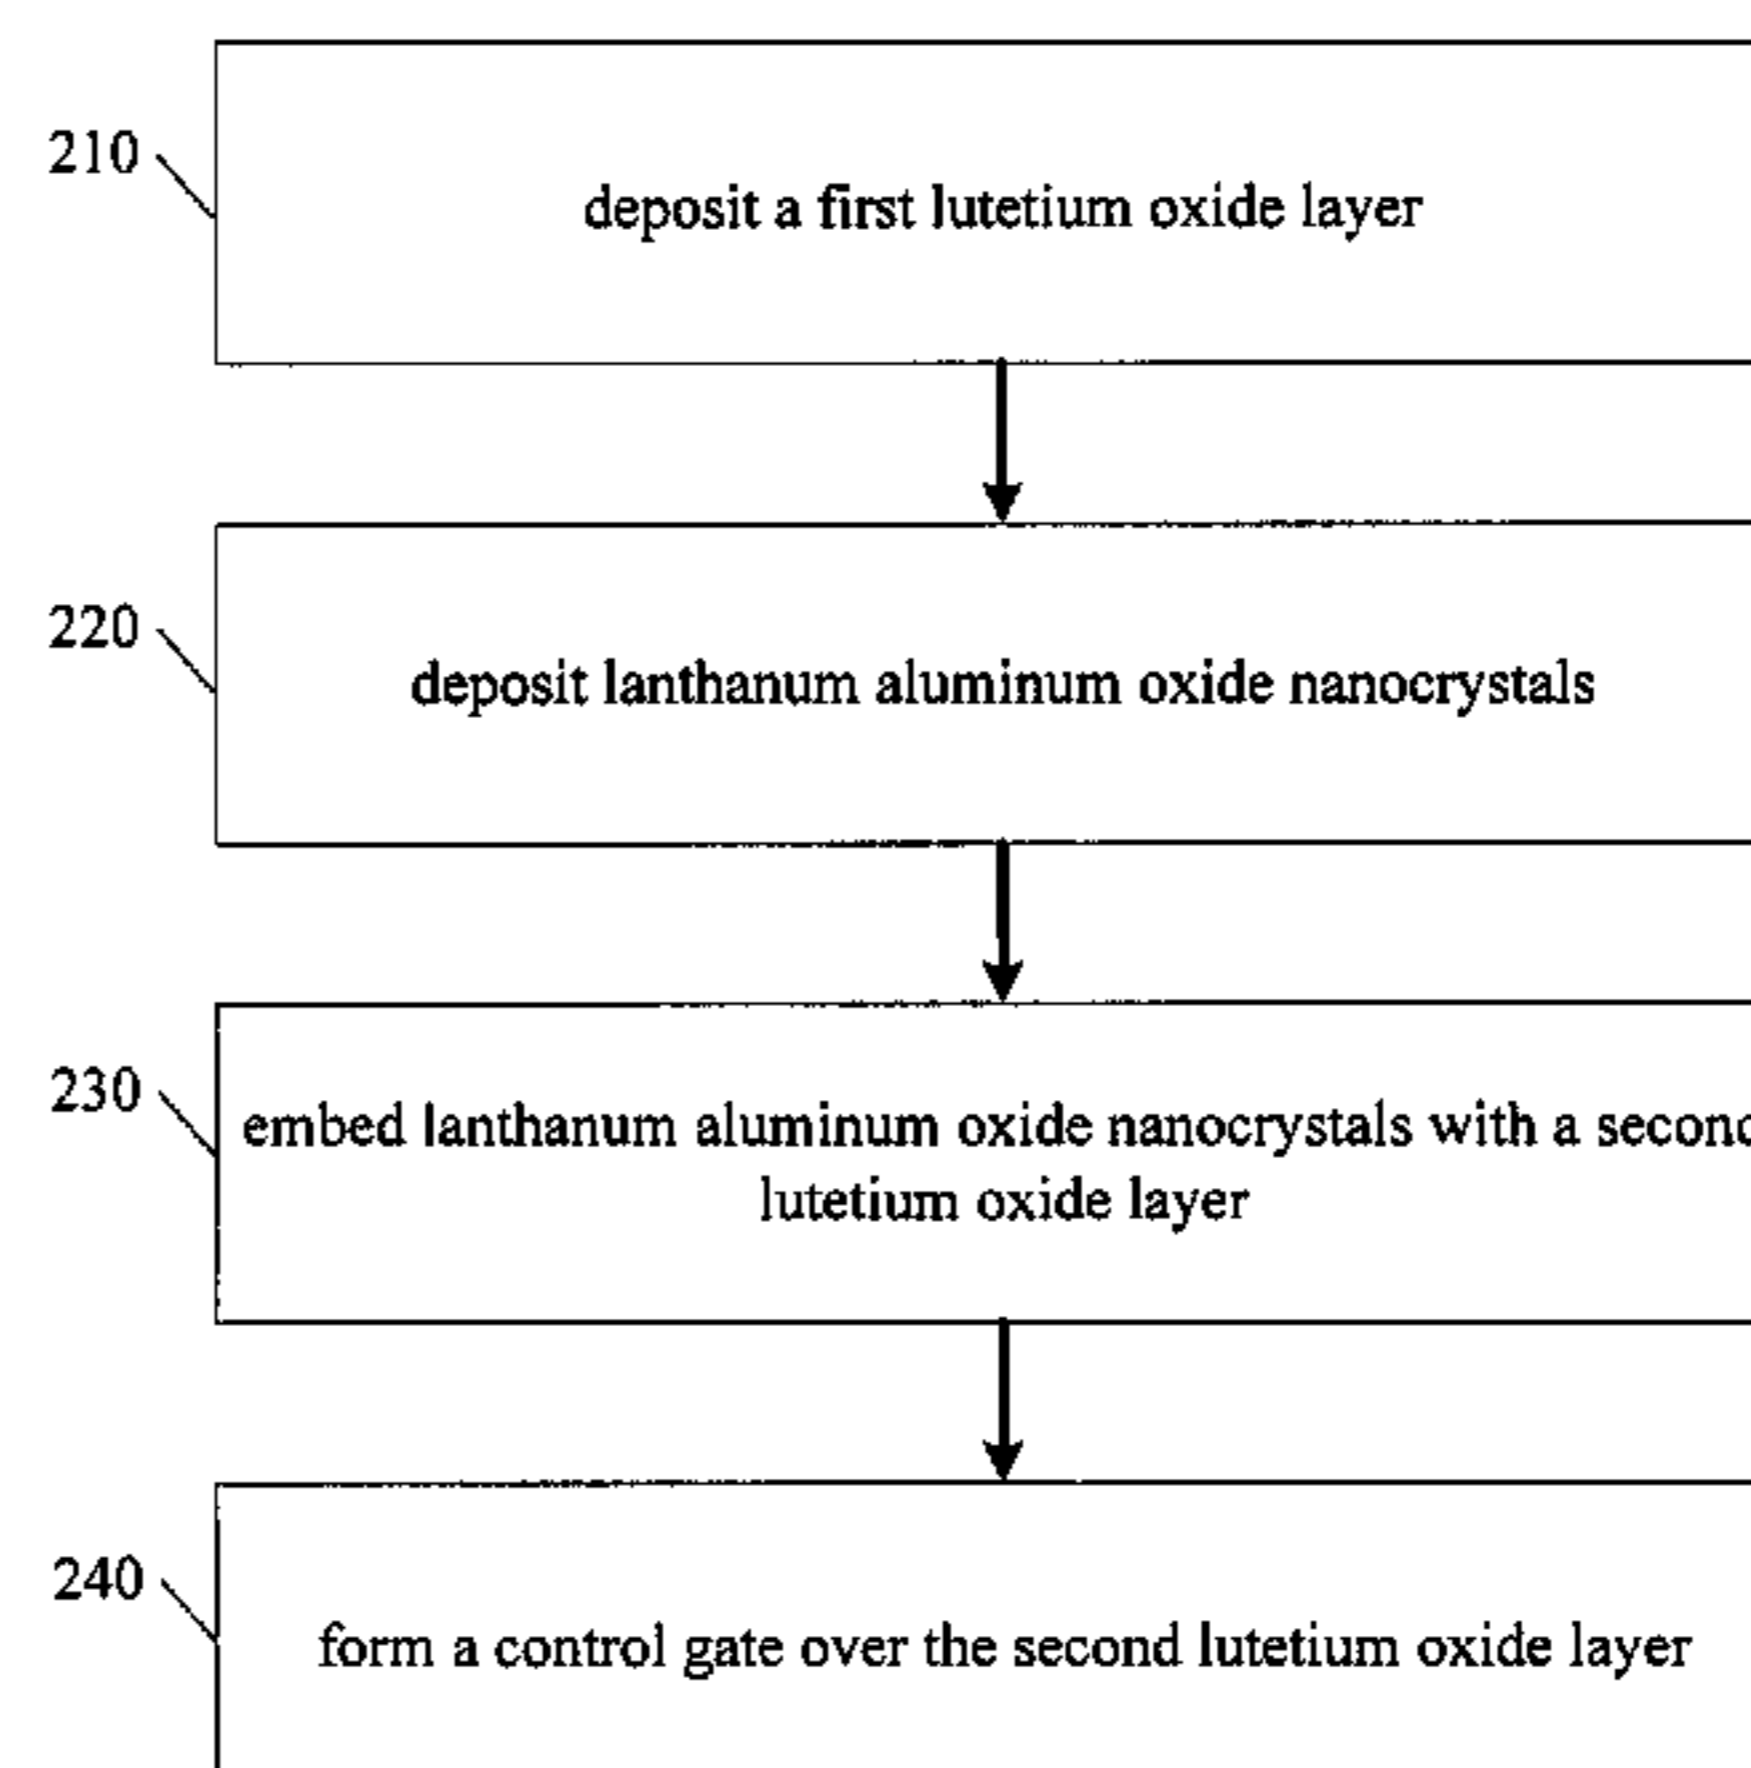 210
deposit a first lutetium oxide layer
220
deposit lanthanum aluminum oxide nanocrystals
230
embed lanthanum aluminum oxide nanocrystals with a second
lutetium oxide layer
240
form a control gate over the second lutetium oxide layer